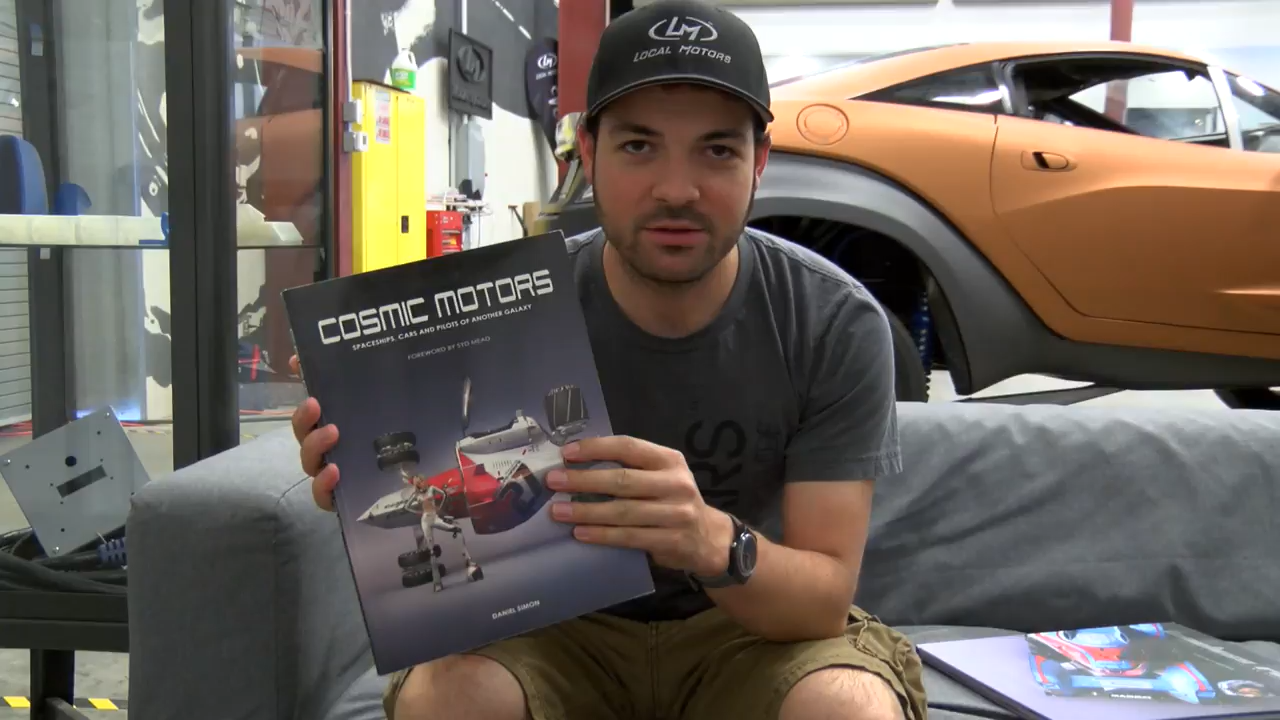 LM
LOCAL MOTORS
COSMIC MOTORS
SPACESHIPS, CARS AND PILOTS OF ANOTHER GALAXY
FOREWORD BY SYD MEAD
DANIEL SIMON